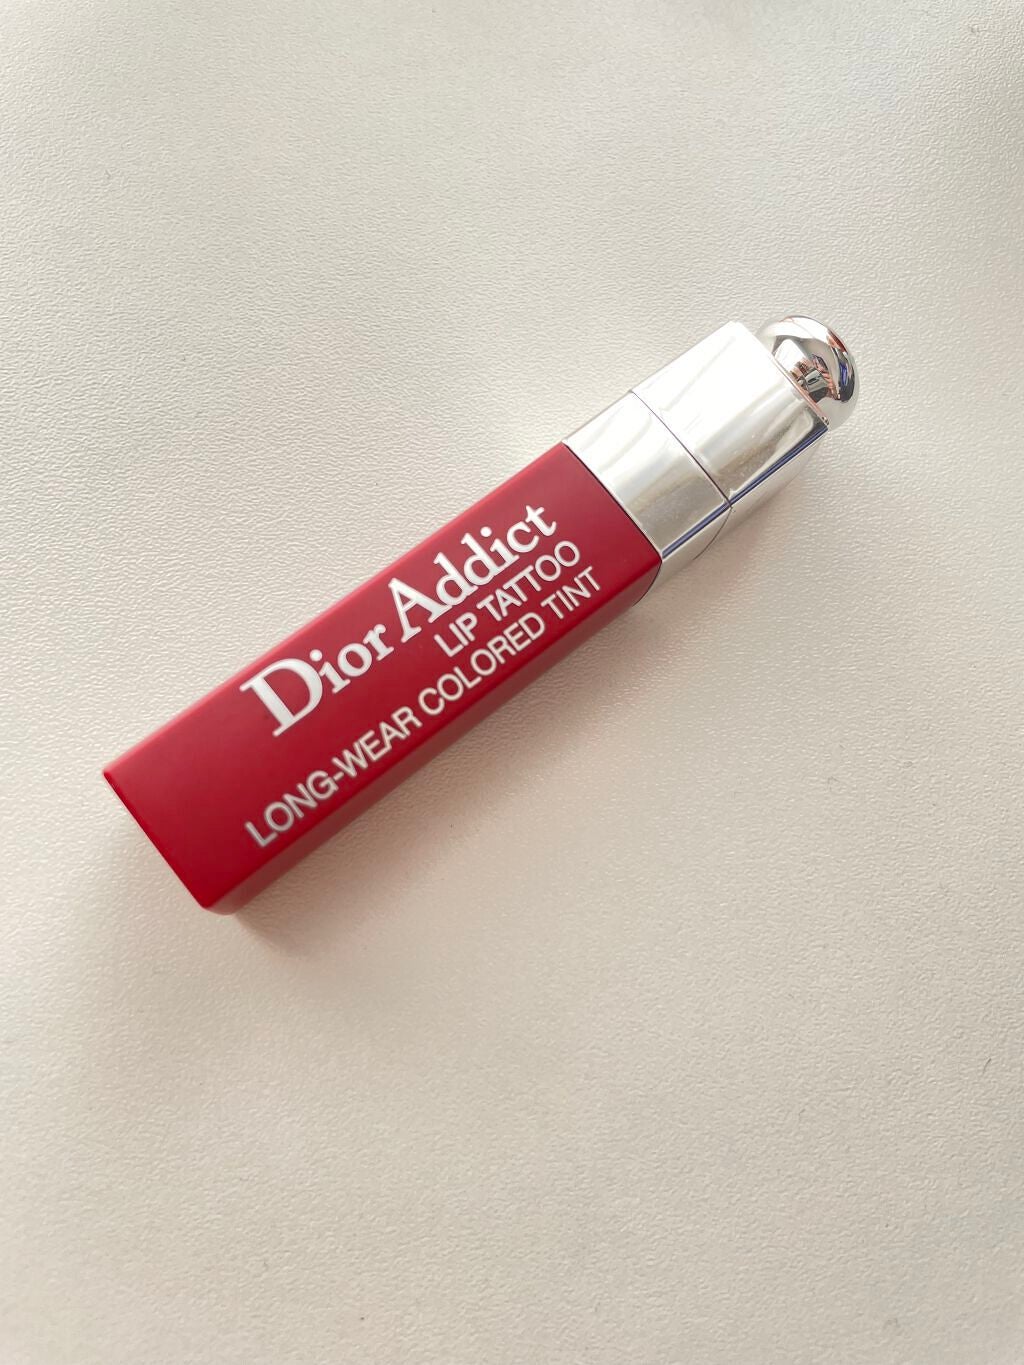 Dior Addict
LIP TATTOO
LONG-WEAR COLORED TINT